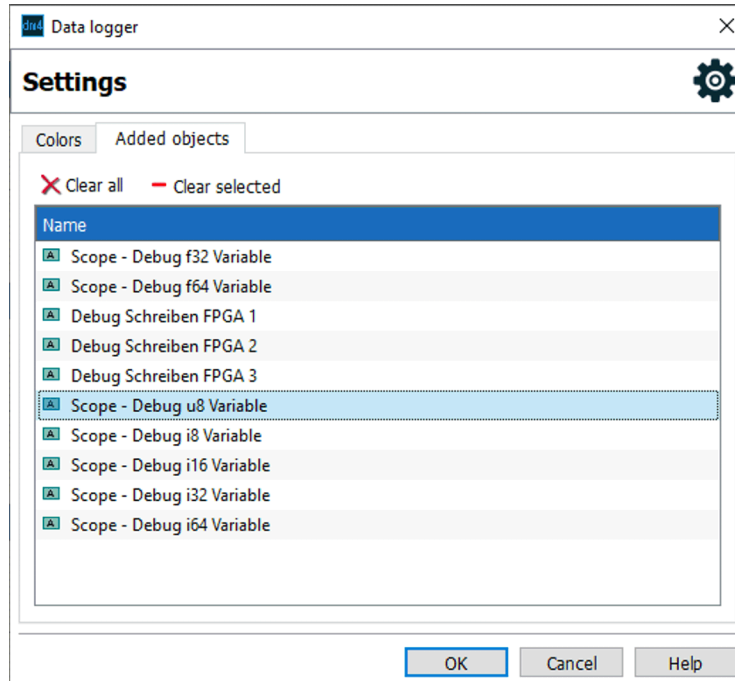 dm4 Data logger
Settings
Colors Added objects
Clear all Clear selected
Name
A Scope - Debug f32 Variable
A Scope - Debug f64 Variable
A Debug Schreiben FPGA 1
A Debug Schreiben FPGA 2
A Debug Schreiben FPGA 3
A Scope - Debug u8 Variable
A Scope - Debug i8 Variable
A Scope - Debug i16 Variable
A Scope - Debug i32 Variable
A Scope - Debug i64 Variable
OK Cancel Help